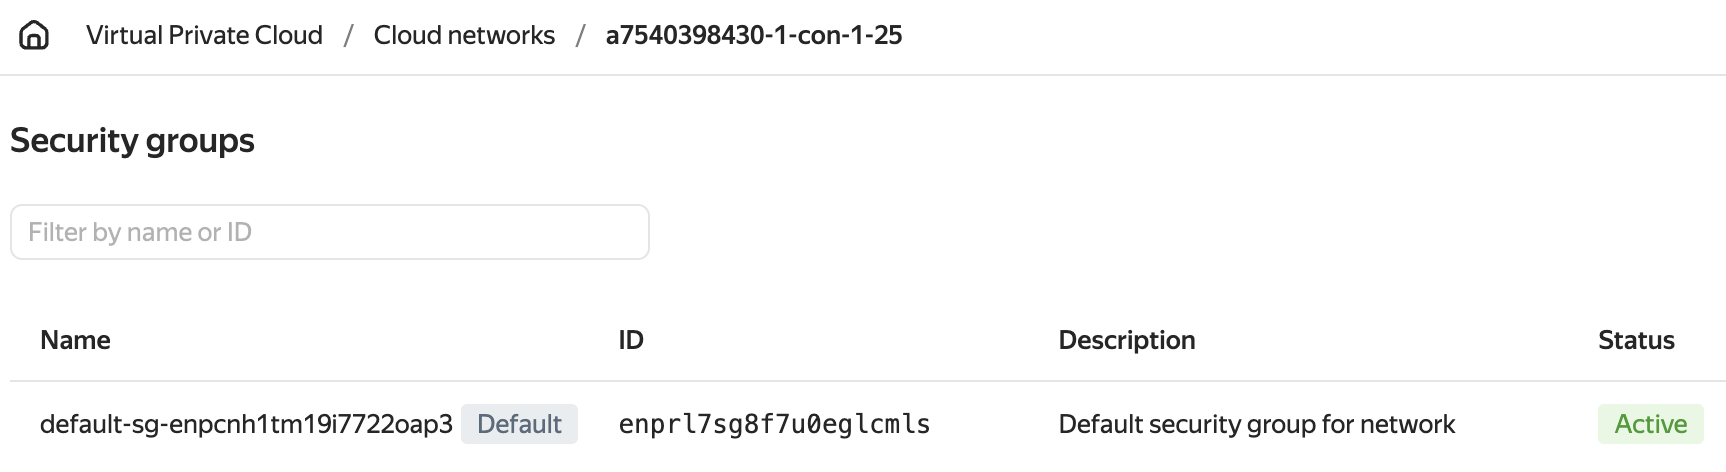 Virtual Private Cloud / Cloud networks / a7540398430-1-con-1-25
Security groups
Filter by name or ID
Name ID Description Status
default-sg-enpcnh1tm19i7722oap3 Default enprl7sg8f7u0eglcmls Default security group for network Active